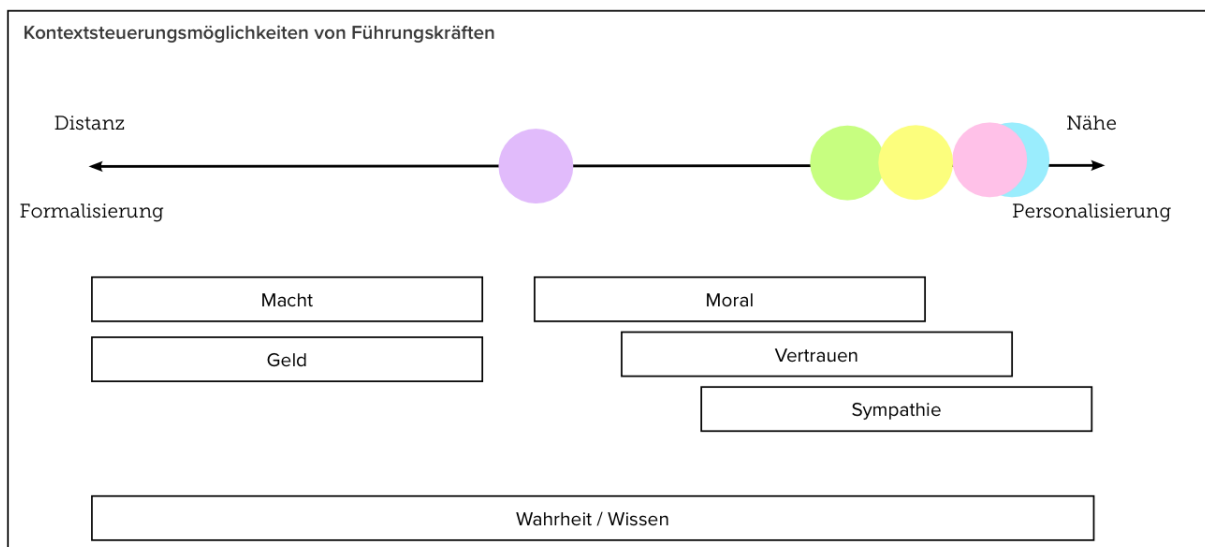 Kontextsteuerungsmöglichkeiten von Führungskräften
Distanz
Nähe
Formalisierung
Personalisierung
Macht
Moral
Geld
Vertrauen
Sympathie
Wahrheit / Wissen